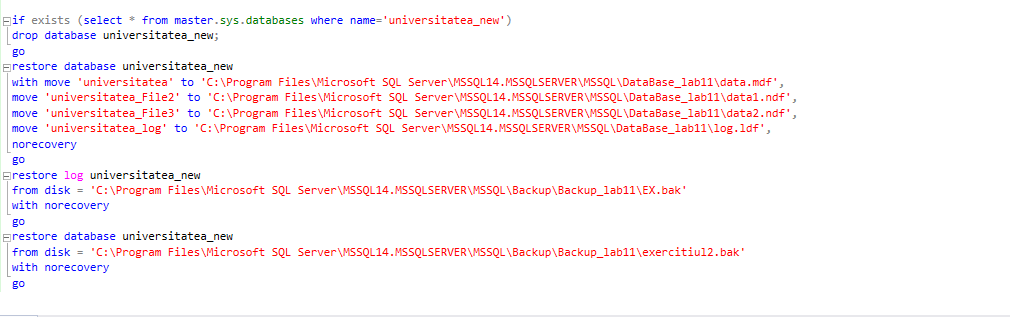 if exists (select * from master.sys.databases where name='universitatea_new')
drop database universitatea_new;
go
restore database universitatea_new
with move 'universitatea' to 'C:\Program Files\Microsoft SQL Server\MSSQL14.MSSQLSERVER\MSSQL\DataBase_lab11\data.mdf',
move 'universitatea_File2' to 'C:\Program Files\Microsoft SQL Server\MSSQL14.MSSQLSERVER\MSSQL\DataBase_lab11\data1.ndf',
move 'universitatea_File3' to 'C:\Program Files\Microsoft SQL Server\MSSQL14.MSSQLSERVER\MSSQL\DataBase_lab11\data2.ndf',
move 'universitatea_log' to 'C:\Program Files\Microsoft SQL Server\MSSQL14.MSSQLSERVER\MSSQL\DataBase_lab11\log.ldf',
norecovery
go
restore log universitatea_new
from disk = 'C:\Program Files\Microsoft SQL Server\MSSQL14.MSSQLSERVER\MSSQL\Backup\Backup_lab11\EX.bak'
with norecovery
go
restore database universitatea_new
from disk = 'C:\Program Files\Microsoft SQL Server\MSSQL14.MSSQLSERVER\MSSQL\Backup\Backup_lab11\exercitiul2.bak'
with norecovery
go